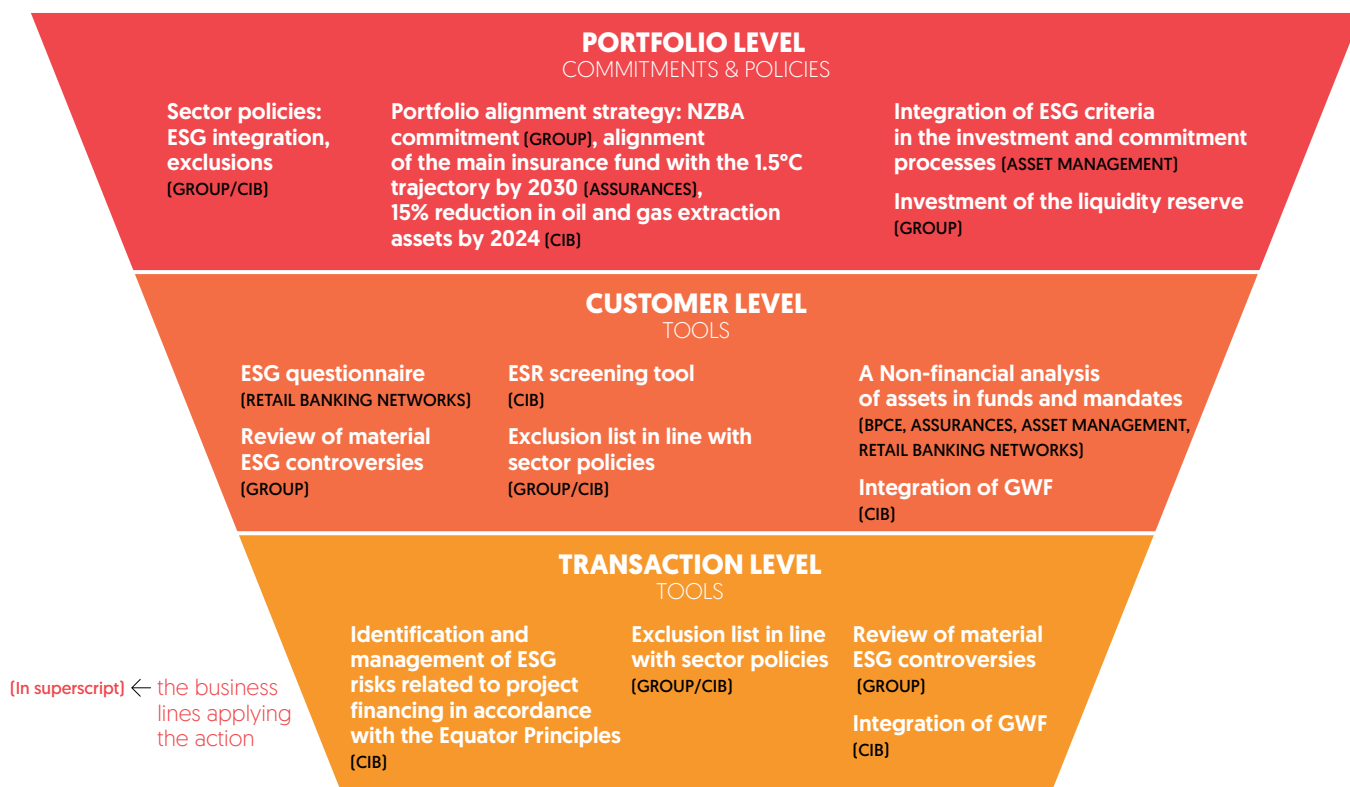 PORTFOLIO LEVEL
COMMITMENTS & POLICIES
Sector policies:
ESG integration,
exclusions
(GROUP/CIB)
Portfolio alignment strategy: NZBA
commitment (GROUP), alignment
of the main insurance fund with the 1.5°C
trajectory by 2030 (ASSURANCES),
15% reduction in oil and gas extraction
assets by 2024 (CIB)
Integration of ESG criteria
in the investment and commitment
processes (ASSET MANAGEMENT)
Investment of the liquidity reserve
(GROUP)
CUSTOMER LEVEL
TOOLS
ESG questionnaire
(RETAIL BANKING NETWORKS)
Review of material
ESG controversies
(GROUP)
ESR screening tool
(CIB)
Exclusion list in line with
sector policies
(GROUP/CIB)
A Non-financial analysis
of assets in funds and mandates
(BPCE, ASSURANCES, ASSET MANAGEMENT,
RETAIL BANKING NETWORKS)
Integration of GWF
(CIB)
TRANSACTION LEVEL
TOOLS
Identification and
management of ESG
risks related to project
financing in accordance
with the Equator Principles
(CIB)
Exclusion list in line
with sector policies
(GROUP/CIB)
Review of material
ESG controversies
(GROUP)
Integration of GWF
(CIB)
(In superscript) ← the business
lines applying
the action